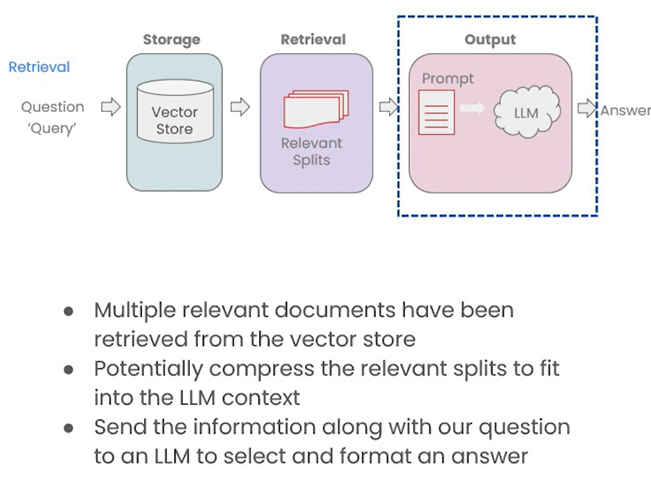 Storage
Retrieval
Output
Retrieval
Question
'Query'
Vector
Store
Relevant
Splits
Prompt
LLM
Answer
● Multiple relevant documents have been
retrieved from the vector store
● Potentially compress the relevant splits to fit
into the LLM context
● Send the information along with our question
to an LLM to select and format an answer